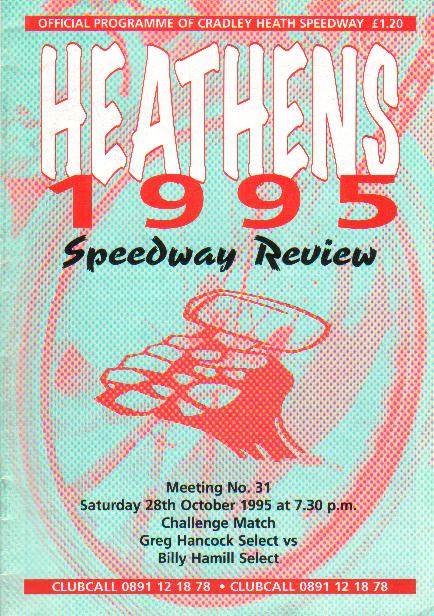 OFFICIAL PROGRAMME OF CRADLEY HEATH SPEEDWAY £1.20
HEATHENS
1995
Speedway Review
Meeting No. 31
Saturday 28th October 1995 at 7.30 p.m.
Challenge Match
Greg Hancock Select vs
Billy Hamill Select
CLUBCALL 0891 12 18 78 • CLUBCALL 0891 12 18 78